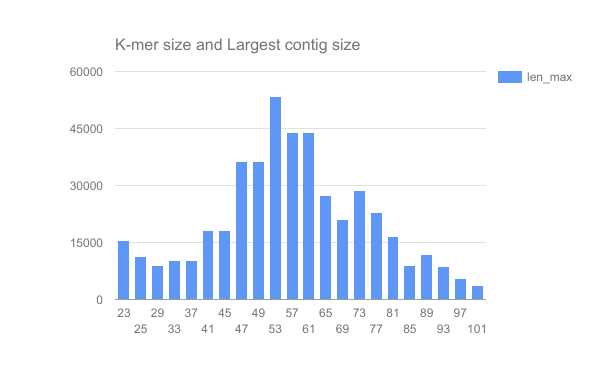 K-mer size and Largest contig size
60000
45000
30000
15000
0
len_max
23 29 37 45 49 57 65 73 81 89 97
25 33 41 47 53 61 69 77 85 93 101